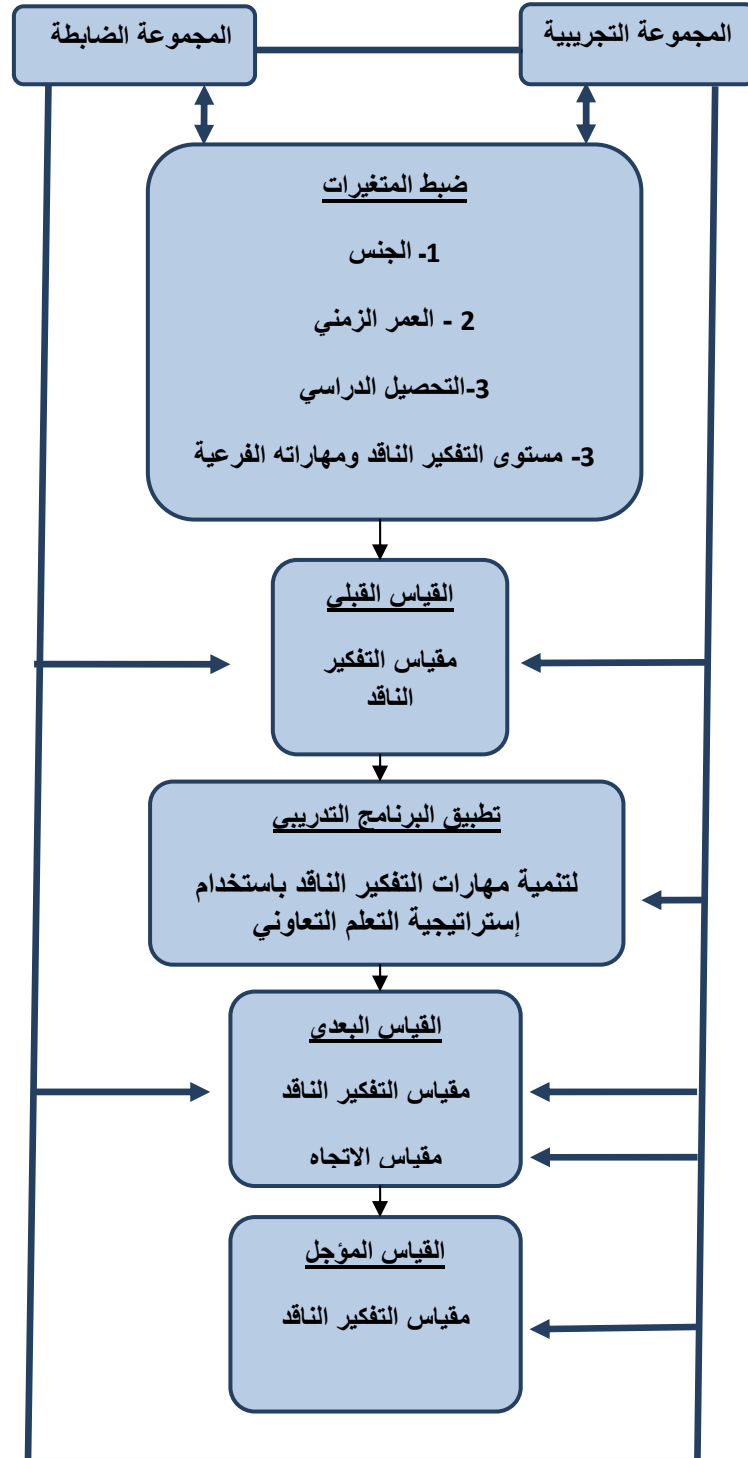 المجموعة التجريبية
المجموعة الضابطة
ضبط المتغيرات
1- الجنس
2 - العمر الزمني
3-التحصيل الدراسي
3- مستوى التفكير الناقد ومهاراته الفرعية
القياس القبلي
مقياس التفكير
الناقد
تطبيق البرنامج التدريبي
لتنمية مهارات التفكير الناقد باستخدام
إستراتيجية التعلم التعاوني
القياس البعدي
مقياس التفكير الناقد
مقياس الاتجاه
القياس المؤجل
مقياس التفكير الناقد